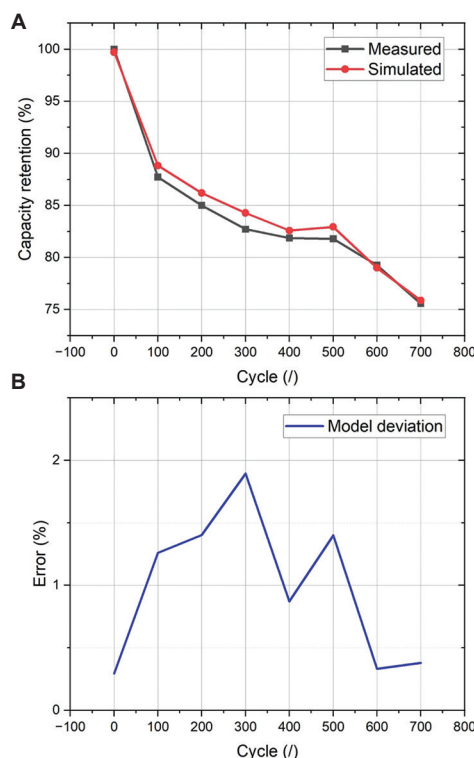 A
100
95
90
85
80
75
Capacity retention (%)
Measured
Simulated
−100 0 100 200 300 400 500 600 700 800
Cycle (/)
B
2
1
0
Error (%)
Model deviation
−100 0 100 200 300 400 500 600 700 800
Cycle (/)